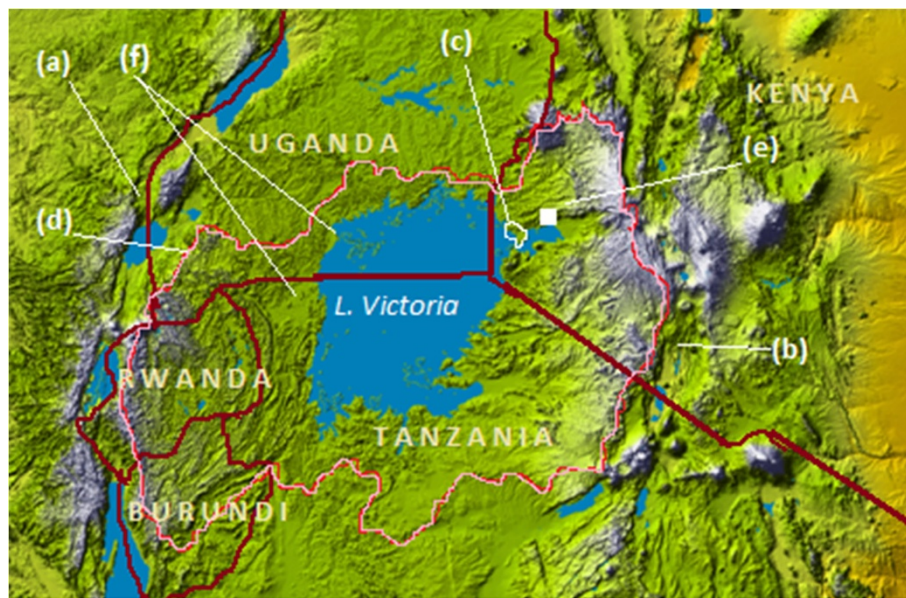 (a)
(f)
(c)
KENYA
UGANDA
(e)
(d)
L. Victoria
(b)
RWANDA
TANZANIA
BURUNDI